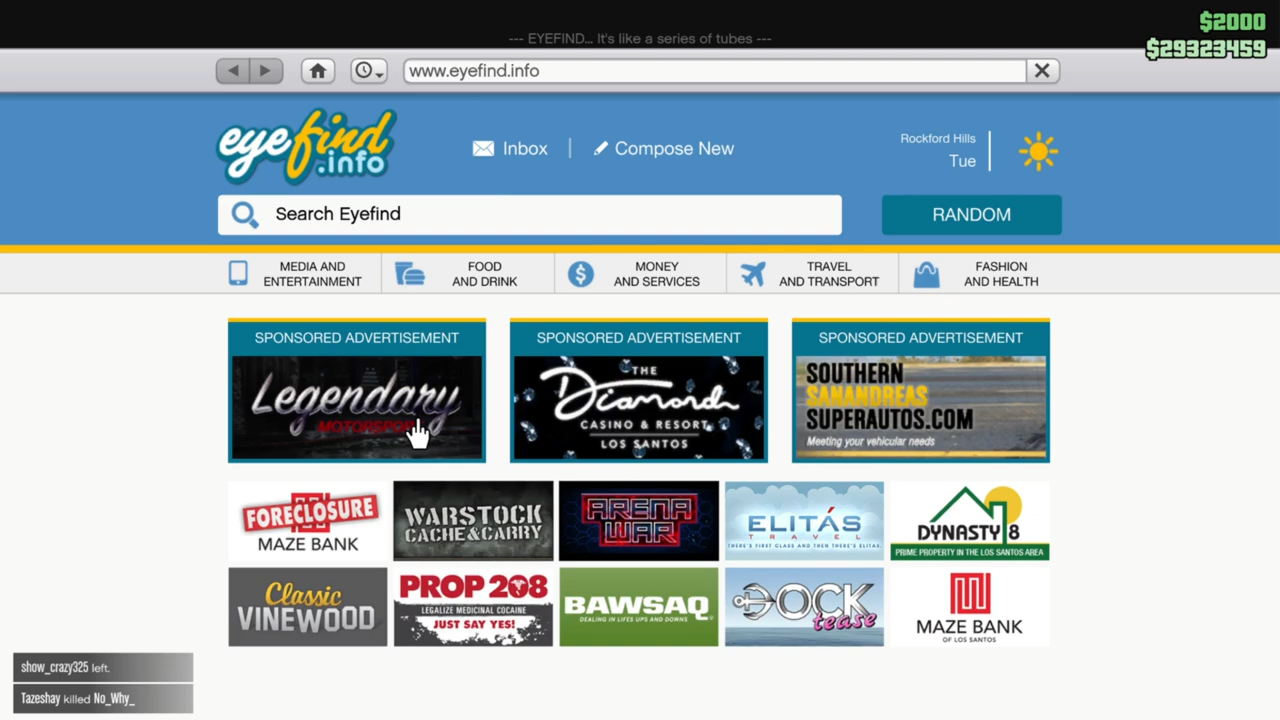 $2000
--- EYEFIND... It's like a series of tubes ---
$29323459
www.eyefind.info
eyefind
.info
Inbox
Compose New
Rockford Hills
Tue
Search Eyefind
RANDOM
MEDIA AND
ENTERTAINMENT
FOOD
AND DRINK
MONEY
AND SERVICES
TRAVEL
AND TRANSPORT
FASHION
AND HEALTH
SPONSORED ADVERTISEMENT
Legendary
MOTORSPORT
SPONSORED ADVERTISEMENT
THE
Diamond
CASINO & RESORT
LOS SANTOS
SPONSORED ADVERTISEMENT
SOUTHERN
SANANDREAS
SUPERAUTOS.COM
Meeting your vehicular needs
FORECLOSURE
MAZE BANK
WARSTOCK
CACHE&CARRY
ARENA
WAR
ELITÁS
TRAVEL
THERE'S FIRST CLASS AND THEN THERE'S ELITAS
DYNASTY 8
PRIME PROPERTY IN THE LOS SANTOS AREA
Classic
VINEWOOD
PROP 208
LEGALIZE MEDICINAL COCAINE
JUST SAY YES!
BAWSAQ
DEALING IN LIFES UPS AND DOWNS
DOCK
tease
MAZE BANK
OF LOS SANTOS
show_crazy325 left.
Tazeshay killed No_Why_